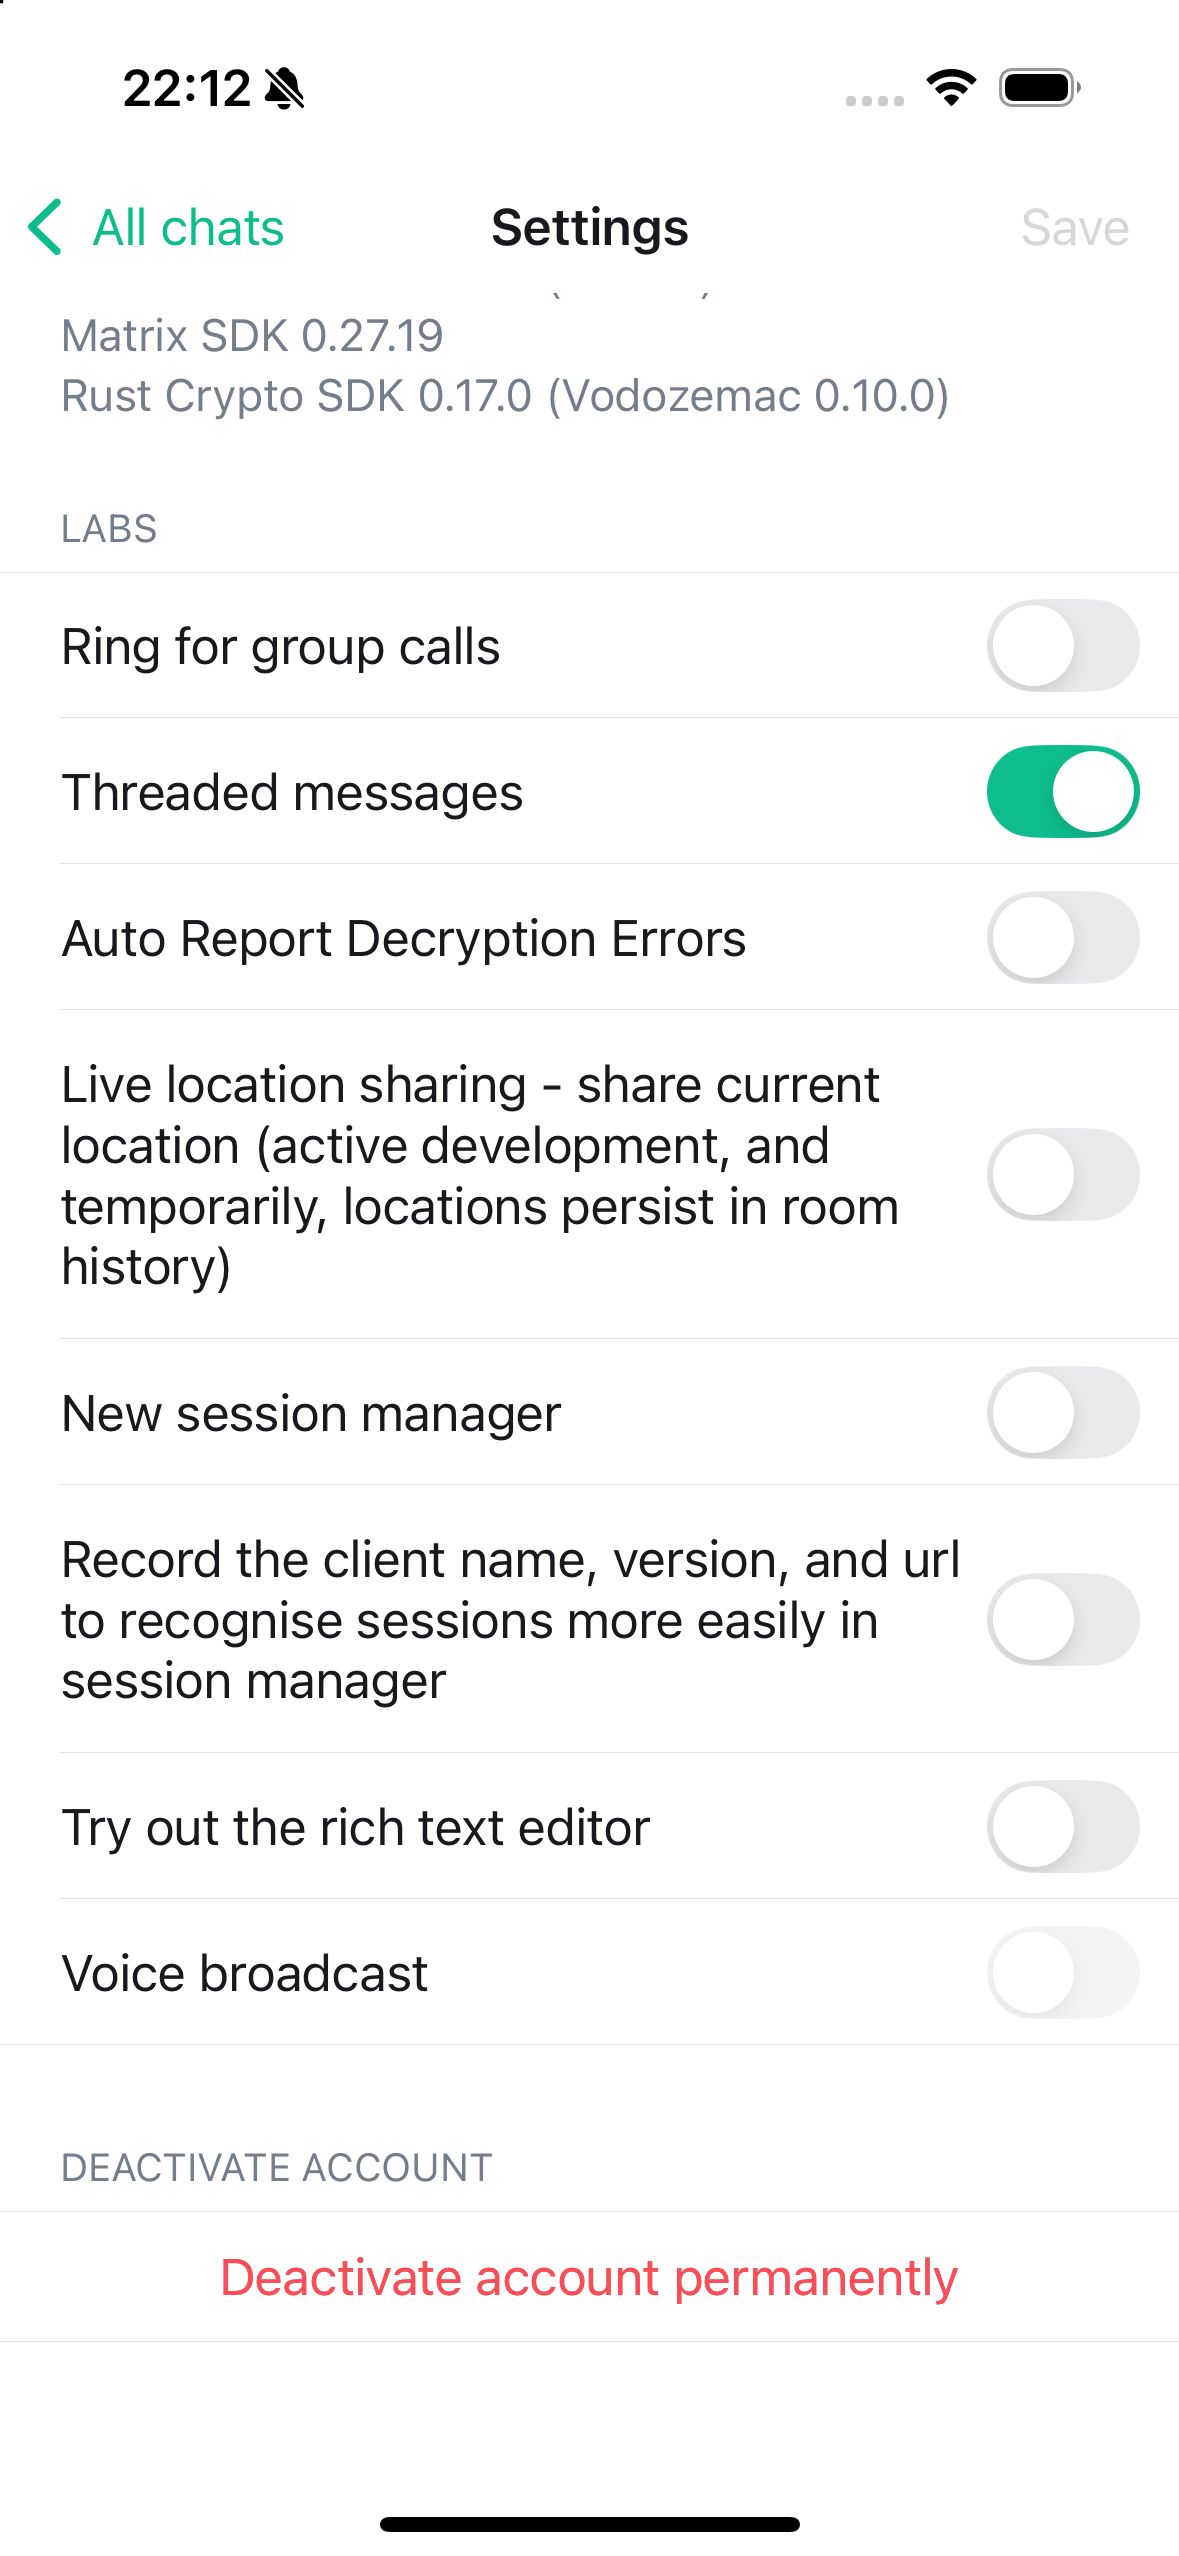 22:12
All chats
Settings
Save
Matrix SDK 0.27.19
Rust Crypto SDK 0.17.0 (Vodozemac 0.10.0)
LABS
Ring for group calls
Threaded messages
Auto Report Decryption Errors
Live location sharing - share current
location (active development, and
temporarily, locations persist in room
history)
New session manager
Record the client name, version, and url
to recognise sessions more easily in
session manager
Try out the rich text editor
Voice broadcast
DEACTIVATE ACCOUNT
Deactivate account permanently